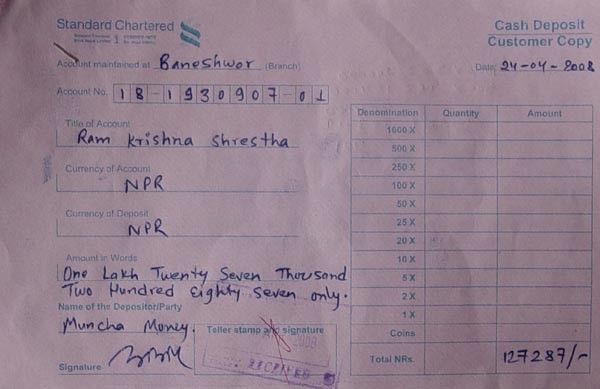 Standard Chartered
Cash Deposit
Customer Copy
Account maintained at Baneshwor (Branch)
Date: 24-04-2008
Account No. 18-1930907-01
Title of Account
Ram Krishna Shrestha
Currency of Account
NPR
Currency of Deposit
NPR
Amount in Words
One Lakh Twenty Seven Thousand
Two Hundred Eighty Seven only.
Name of the Depositor/Party
Muncha Money.
Signature
Teller stamp and signature
2008
RECEIVED
Denomination Quantity Amount
1000 X
500 X
250 X
100 X
50 X
25 X
20 X
10 X
5 X
2 X
1 X
Coins
Total NRs. 127287/-